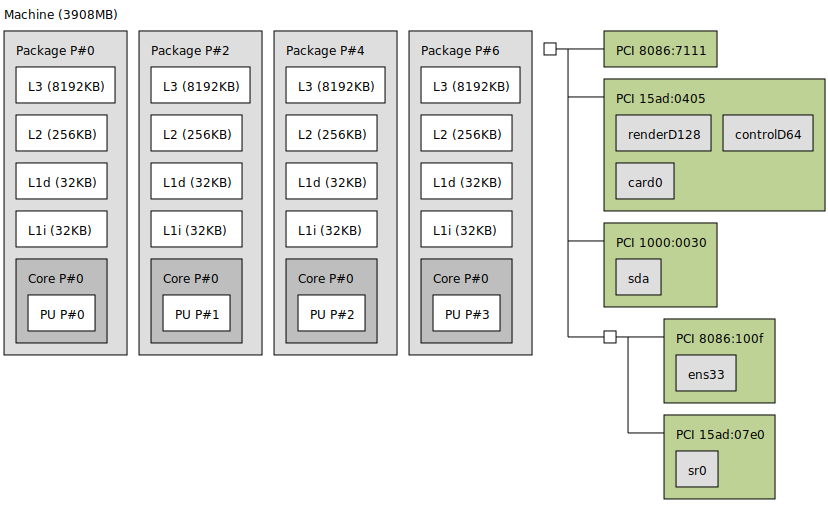 Machine (3908MB)
Package P#0
L3 (8192KB)
L2 (256KB)
L1d (32KB)
L1i (32KB)
Core P#0
PU P#0
Package P#2
L3 (8192KB)
L2 (256KB)
L1d (32KB)
L1i (32KB)
Core P#0
PU P#1
Package P#4
L3 (8192KB)
L2 (256KB)
L1d (32KB)
L1i (32KB)
Core P#0
PU P#2
Package P#6
L3 (8192KB)
L2 (256KB)
L1d (32KB)
L1i (32KB)
Core P#0
PU P#3
PCI 8086:7111
PCI 15ad:0405
renderD128
controlD64
card0
PCI 1000:0030
sda
PCI 8086:100f
ens33
PCI 15ad:07e0
sr0